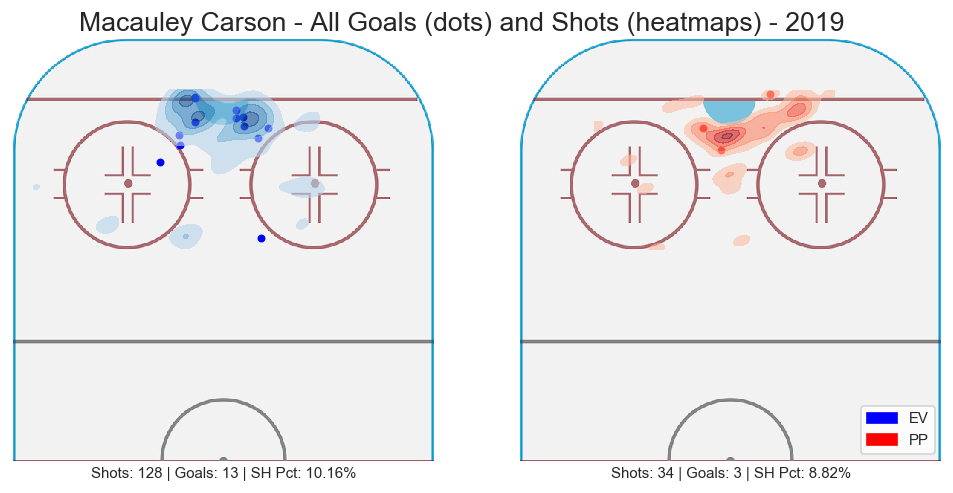 Macauley Carson - All Goals (dots) and Shots (heatmaps) - 2019
EV
PP
Shots: 128 | Goals: 13 | SH Pct: 10.16%
Shots: 34 | Goals: 3 | SH Pct: 8.82%